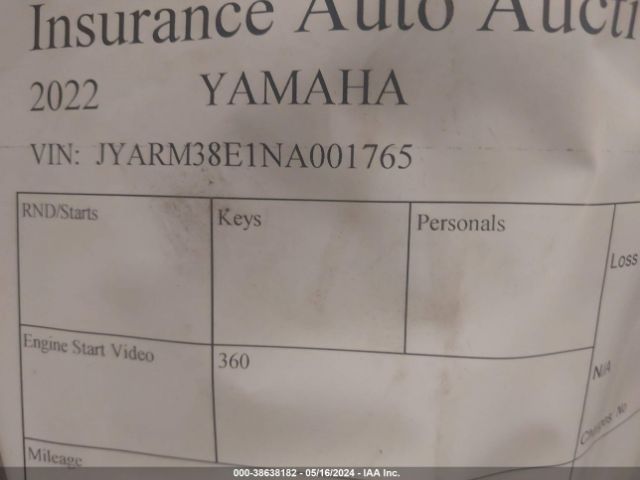 Insurance Auto Aucti
2022 YAMAHA
VIN: JYARM38E1NA001765
RND/Starts Keys Personals
Loss
Engine Start Video 360
N/A
No
Mileage
000-38638182 - 05/16/2024 - IAA Inc.